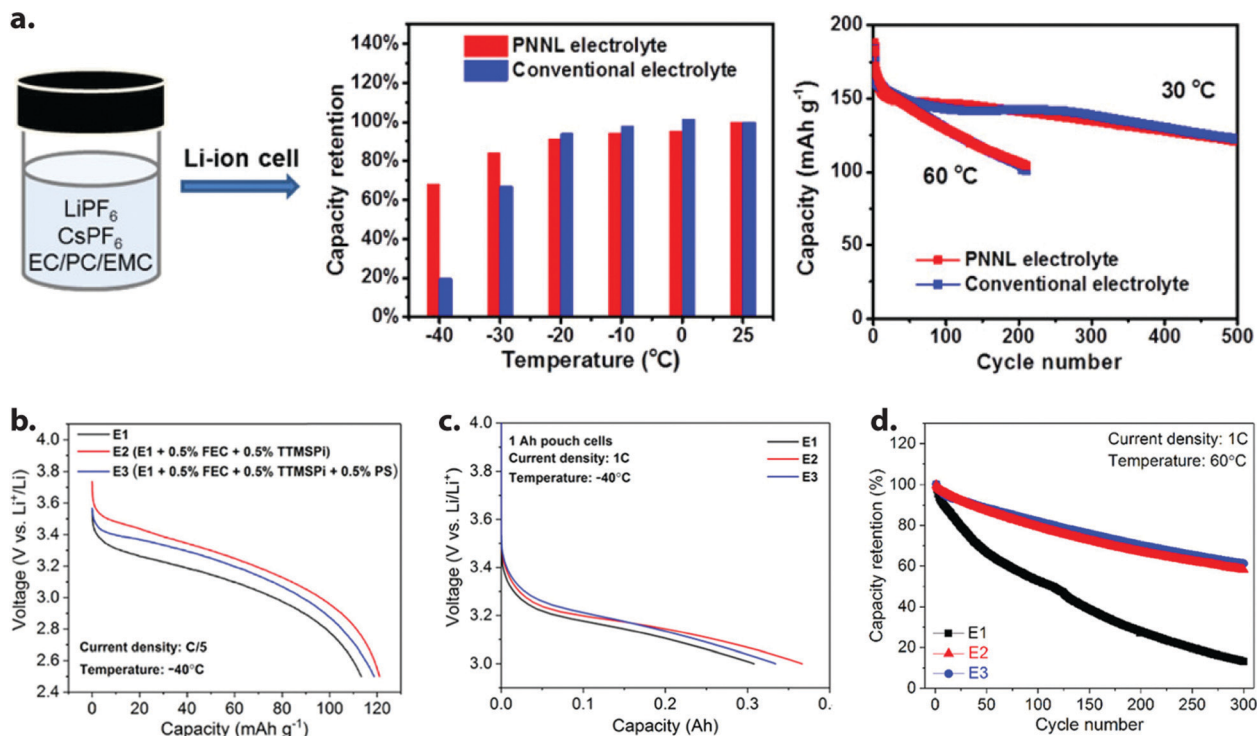 a.
LiPF6
CsPF6
EC/PC/EMC
Li-ion cell
Capacity retention
140%
120%
100%
80%
60%
40%
20%
0%
PNNL electrolyte
Conventional electrolyte
-40 -30 -20 -10 0 25
Temperature (°C)
Capacity (mAh g-1)
200
150
100
50
0
30 °C
60 °C
PNNL electrolyte
Conventional electrolyte
0 100 200 300 400 500
Cycle number
b.
Voltage (V vs. Li+/Li)
4.0
3.8
3.6
3.4
3.2
3.0
2.8
2.6
2.4
E1
E2 (E1 + 0.5% FEC + 0.5% TTMSPi)
E3 (E1 + 0.5% FEC + 0.5% TTMSPi + 0.5% PS)
Current density: C/5
Temperature: −40°C
0 20 40 60 80 100 120
Capacity (mAh g-1)
c.
Voltage (V vs. Li/Li+)
4.0
3.8
3.6
3.4
3.2
3.0
1 Ah pouch cells
Current density: 1C
Temperature: −40°C
E1
E2
E3
0.0 0.1 0.2 0.3 0.
Capacity (Ah)
d.
Capacity retention (%)
120
100
80
60
40
20
0
Current density: 1C
Temperature: 60°C
E1
E2
E3
0 50 100 150 200 250 300
Cycle number